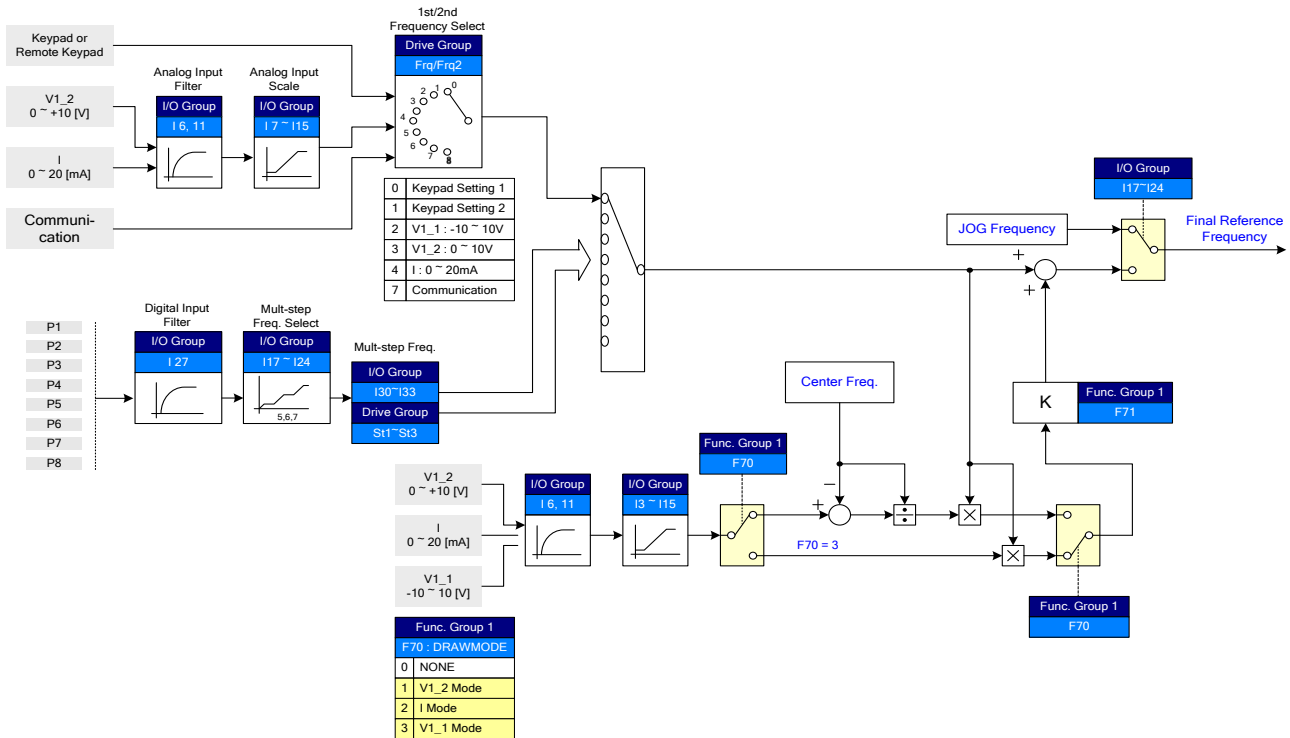 1st/2nd
Frequency Select
Keypad or
Remote Keypad
Drive Group
Frq/Frq2
0
1
2
3
4
5
6
7
8
Analog Input
Filter
Analog Input
Scale
V1_2
0 ~ +10 [V]
I/O Group
I 6, 11
I/O Group
I 7 ~ I15
I
0 ~ 20 [mA]
Communi-
cation
0 Keypad Setting 1
1 Keypad Setting 2
2 V1_1 : -10 ~ 10V
3 V1_2 : 0 ~ 10V
4 I : 0 ~ 20mA
7 Communication
I/O Group
I17~I24
JOG Frequency
Final Reference
Frequency
+
+
Digital Input
Filter
Mult-step
Freq. Select
P1
P2
P3
P4
P5
P6
P7
P8
I/O Group
I 27
I/O Group
I17 ~ I24
5,6,7
Mult-step Freq.
I/O Group
I30~I33
Drive Group
St1~St3
Center Freq.
K
Func. Group 1
F71
Func. Group 1
F70
V1_2
0 ~ +10 [V]
I
0 ~ 20 [mA]
V1_1
-10 ~ 10 [V]
I/O Group
I 6, 11
I/O Group
I3 ~ I15
−
+
÷
×
F70 = 3
×
Func. Group 1
F70
Func. Group 1
F70 : DRAWMODE
0 NONE
1 V1_2 Mode
2 I Mode
3 V1_1 Mode